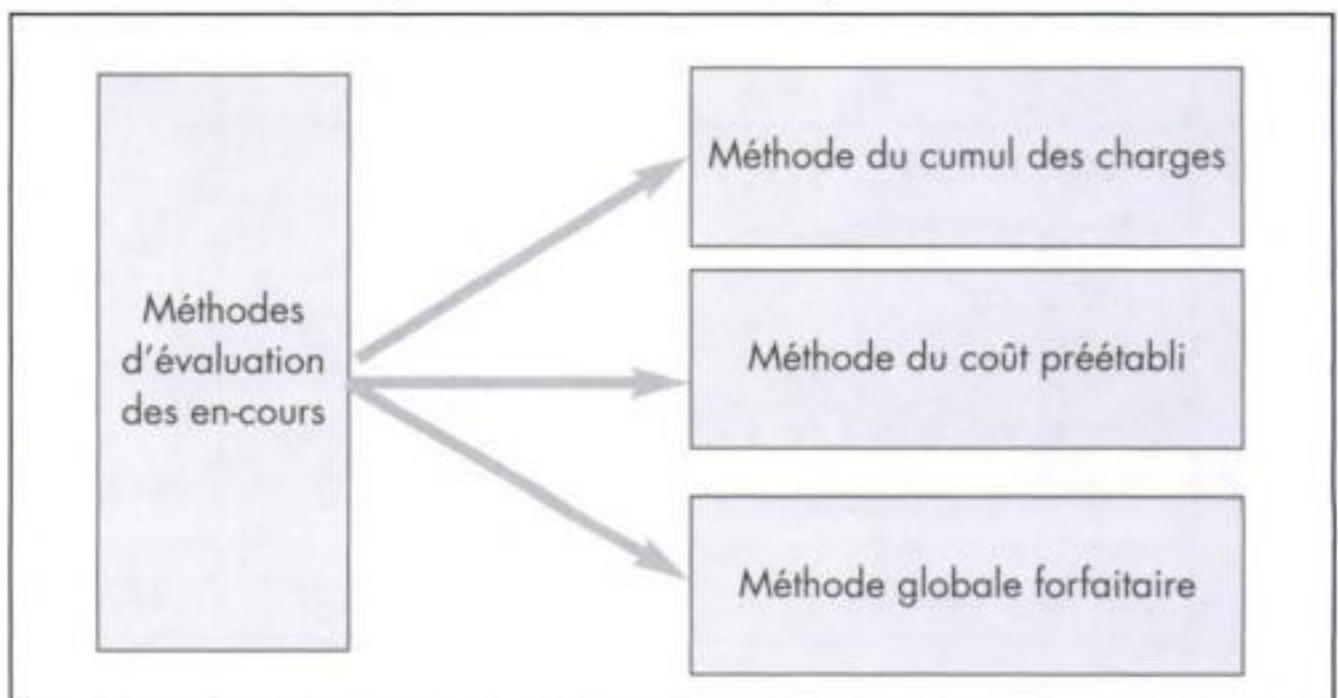 Méthodes
d'évaluation
des en-cours
Méthode du cumul des charges
Méthode du coût préétabli
Méthode globale forfaitaire